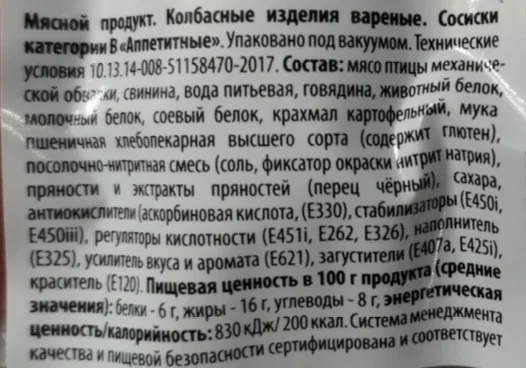 Мясной продукт. Колбасные изделия вареные. Сосиски
категории В «Аппетитные». Упаковано под вакуумом. Технические
условия 10.13.14-008-51158470-2017. Состав: мясо птицы механиче-
ской обвалки, свинина, вода питьевая, говядина, животный белок,
молочный белок, соевый белок, крахмал картофельный, мука
пшеничная хлебопекарная высшего сорта (содержит глютен),
посолочно-нитритная смесь (соль, фиксатор окраски нитрит натрия),
пряности и экстракты пряностей (перец чёрный), сахара,
антиокислители (аскорбиновая кислота, (Е330), стабилизаторы (Е450i,
Е450iii), регуляторы кислотности (Е451i, Е262, Е326), наполнитель
(Е325), усилитель вкуса и аромата (Е621), загустители (Е407а, Е425i),
краситель (Е120). Пищевая ценность в 100 г продукта (средние
значения): белки - 6 г, жиры - 16 г, углеводы - 8 г, энергетическая
ценность/калорийность: 830 кДж/ 200 ккал. Система менеджмента
качества и пищевой безопасности сертифицирована и соответствует